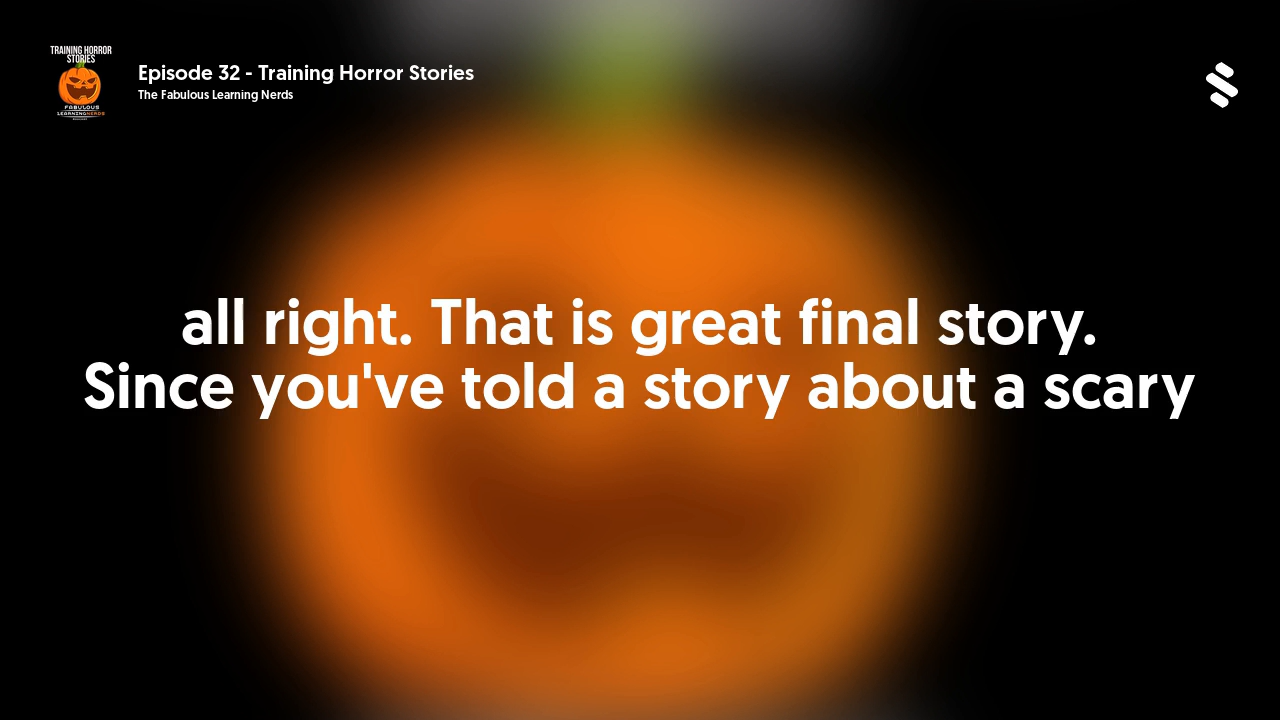 TRAINING HORROR
STORIES
FABULOUS
LEARNINGNERDS
Episode 32 - Training Horror Stories
The Fabulous Learning Nerds
all right. That is great final story.
Since you've told a story about a scary